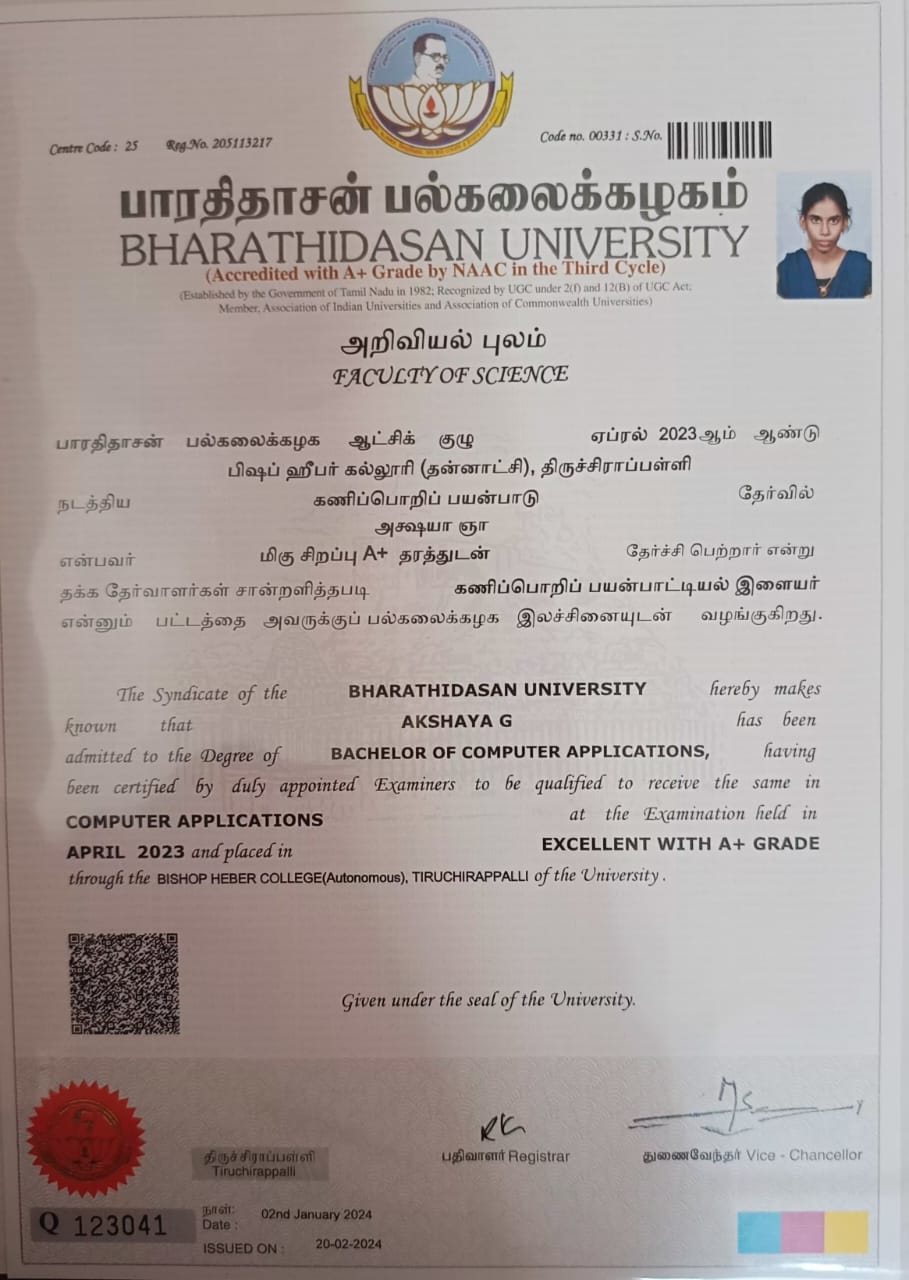 Centre Code : 25 Reg.No. 205113217 Code no. 00331 : S.No.
பாரதிதாசன் பல்கலைக்கழகம்
BHARATHIDASAN UNIVERSITY
(Accredited with A+ Grade by NAAC in the Third Cycle)
(Established by the Government of Tamil Nadu in 1982; Recognized by UGC under 2(f) and 12(B) of UGC Act;
Member, Association of Indian Universities and Association of Commonwealth Universities)
அறிவியல் புலம்
FACULTY OF SCIENCE
பாரதிதாசன் பல்கலைக்கழக ஆட்சிக் குழு ஏப்ரல் 2023ஆம் ஆண்டு
பிஷப் ஹீபர் கல்லூரி (தன்னாட்சி), திருச்சிராப்பள்ளி
நடத்திய கணிப்பொறிப் பயன்பாடு தேர்வில்
அக்ஷயா ஞா
என்பவர் மிகு சிறப்பு A+ தரத்துடன் தேர்ச்சி பெற்றார் என்று
தக்க தேர்வாளர்கள் சான்றளித்தபடி கணிப்பொறிப் பயன்பாட்டியல் இளையர்
என்னும் பட்டத்தை அவருக்குப் பல்கலைக்கழக இலச்சினையுடன் வழங்குகிறது.
The Syndicate of the BHARATHIDASAN UNIVERSITY hereby makes
known that AKSHAYA G has been
admitted to the Degree of BACHELOR OF COMPUTER APPLICATIONS, having
been certified by duly appointed Examiners to be qualified to receive the same in
COMPUTER APPLICATIONS at the Examination held in
APRIL 2023 and placed in EXCELLENT WITH A+ GRADE
through the BISHOP HEBER COLLEGE(Autonomous), TIRUCHIRAPPALLI of the University.
Given under the seal of the University.
பதிவாளர் Registrar துணைவேந்தர் Vice - Chancellor
திருச்சிராப்பள்ளி
Tiruchirappalli
Q 123041
நாள்:
Date : 02nd January 2024
ISSUED ON : 20-02-2024